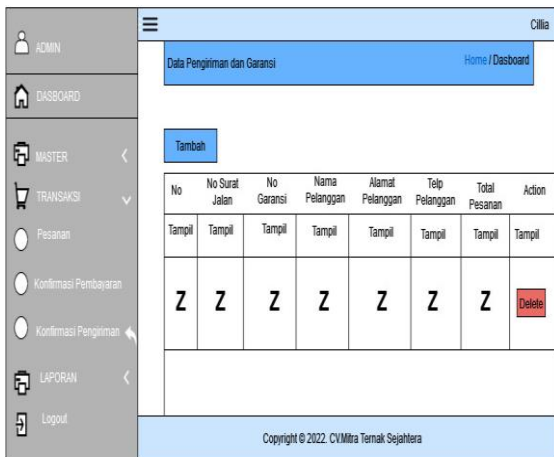 Cillia
ADMIN
DASBOARD
MASTER
TRANSAKSI
Pesanan
Konfirmasi Pembayaran
Konfirmasi Pengiriman
LAPORAN
Logout
Data Pengiriman dan Garansi
Home / Dasboard
Tambah
No No Surat Jalan No Garansi Nama Pelanggan Alamat Pelanggan Telp Pelanggan Total Pesanan Action
Tampil Tampil Tampil Tampil Tampil Tampil Tampil Tampil
Z Z Z Z Z Z Z Delete
Copyright © 2022. CV.Mitra Ternak Sejahtera